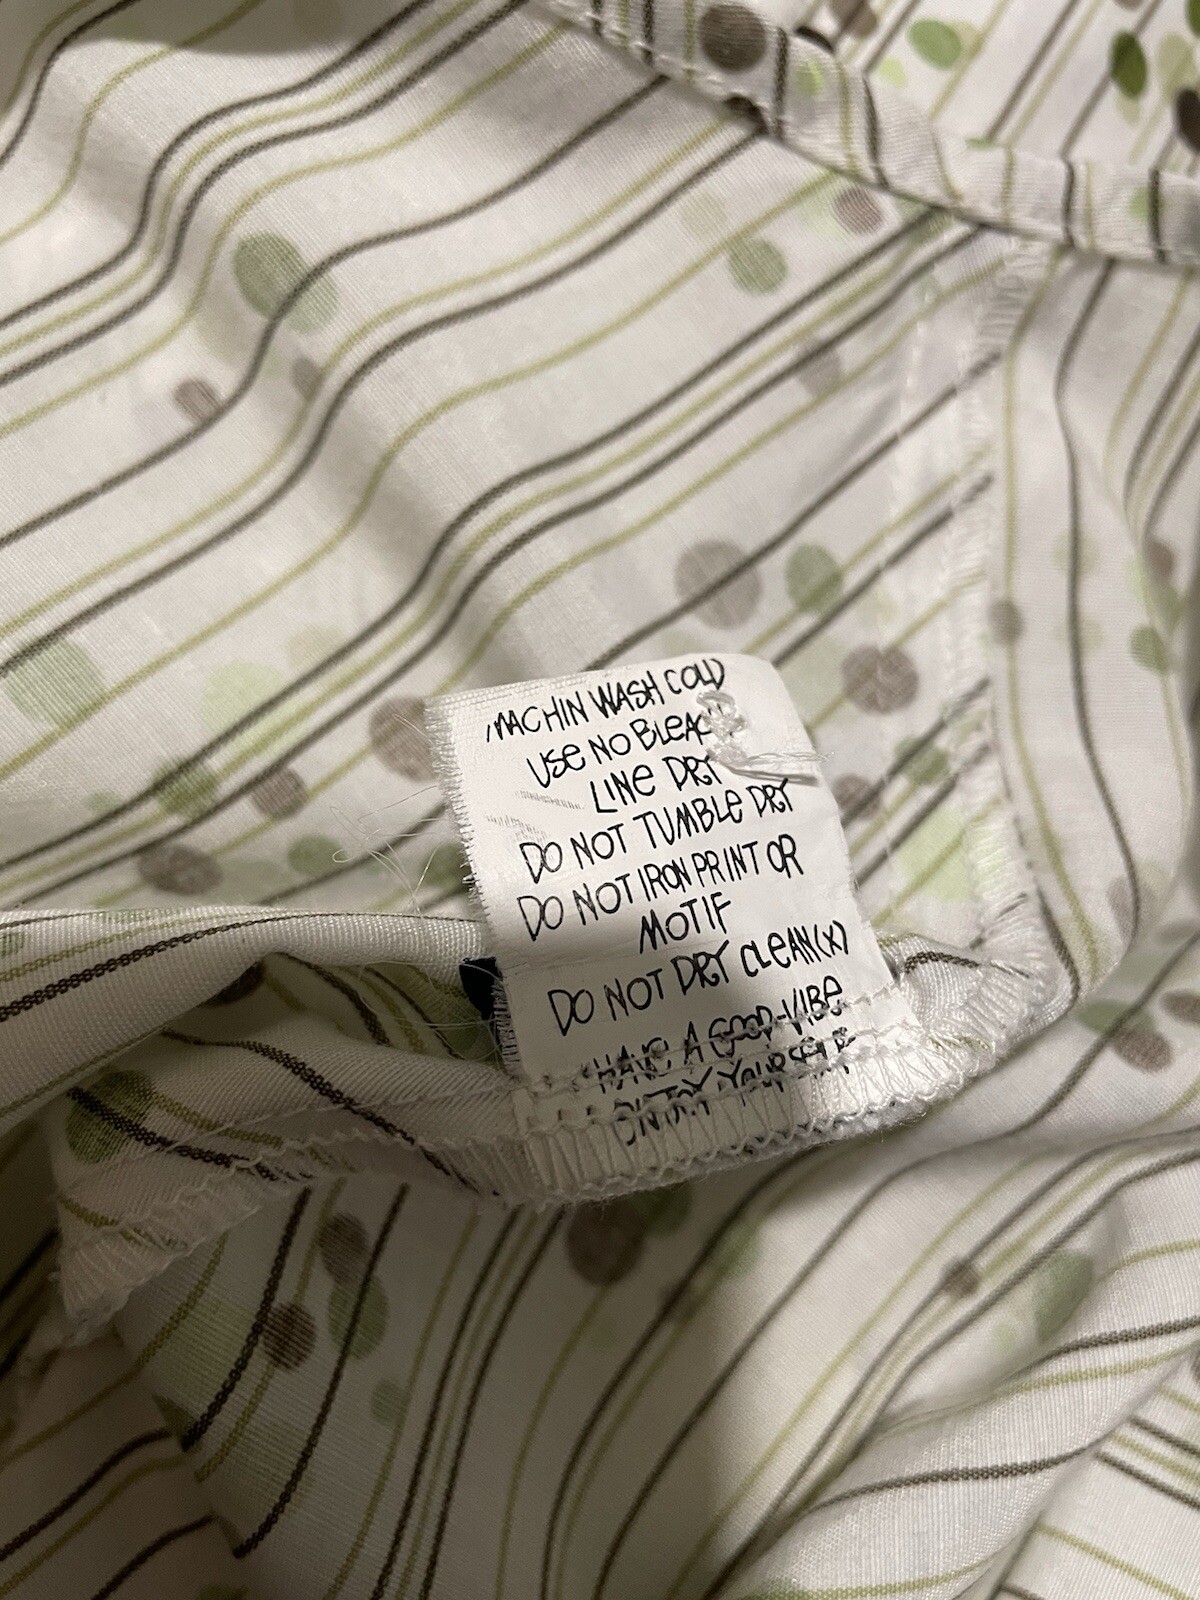 MACHIN WASH COLD
USE NO BLEACH
LINE DRY
DO NOT TUMBLE DRY
DO NOT IRON PRINT OR
MOTIF
DO NOT DRY CLEAN(X)
HAVE A GOOD-VIBE
ENJOY YOURSELF